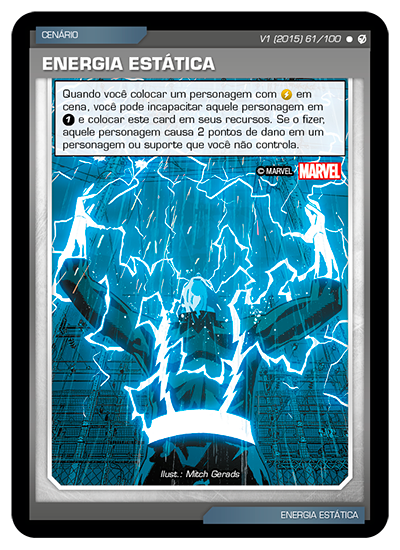 CENÁRIO
V1 (2015) 61/100
ENERGIA ESTÁTICA
Quando você colocar um personagem com em
cena, você pode incapacitar aquele personagem em
1 e colocar este card em seus recursos. Se o fizer,
aquele personagem causa 2 pontos de dano em um
personagem ou suporte que você não controla.
© MARVEL MARVEL
Ilust.: Mitch Gerads
ENERGIA ESTÁTICA